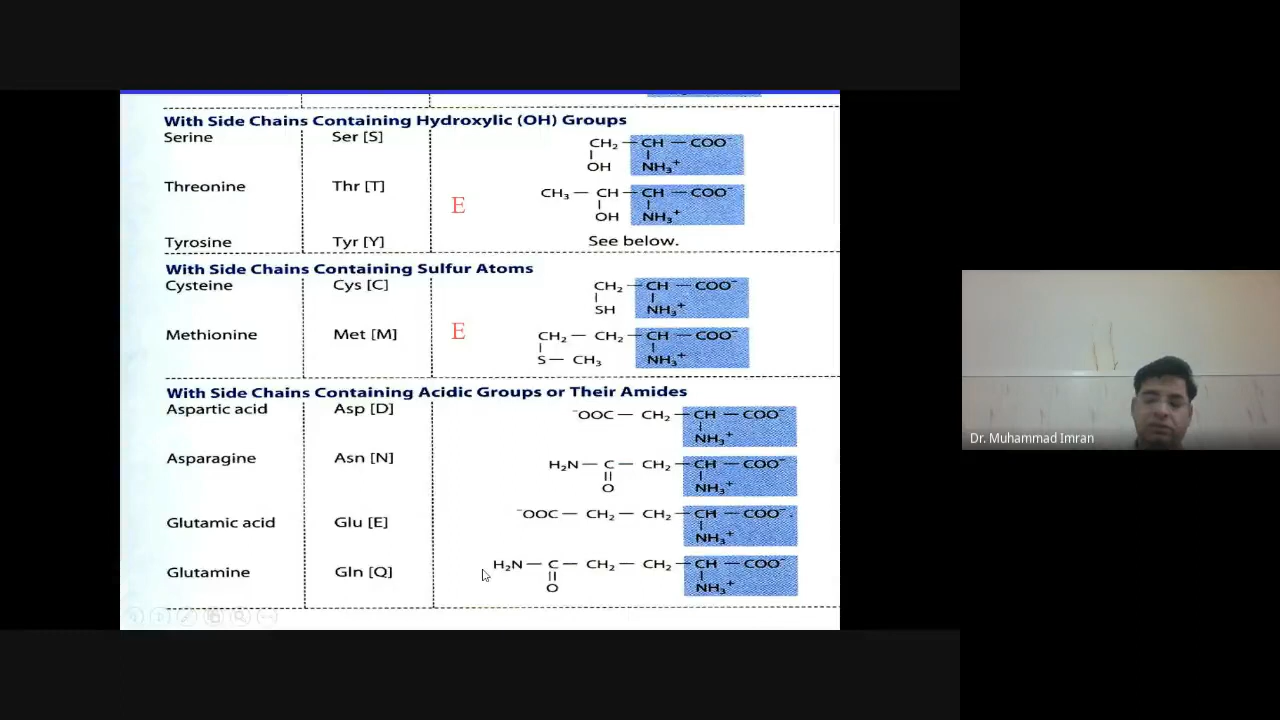 With Side Chains Containing Hydroxylic (OH) Groups
Serine Ser [S] CH₂ — CH — COO⁻
OH NH₃⁺
Threonine Thr [T] E CH₃ — CH — CH — COO⁻
OH NH₃⁺
Tyrosine Tyr [Y] See below.
With Side Chains Containing Sulfur Atoms
Cysteine Cys [C] CH₂ — CH — COO⁻
SH NH₃⁺
Methionine Met [M] E CH₂ — CH₂ — CH — COO⁻
S — CH₃ NH₃⁺
With Side Chains Containing Acidic Groups or Their Amides
Aspartic acid Asp [D] ⁻OOC — CH₂ — CH — COO⁻
NH₃⁺
Asparagine Asn [N] H₂N — C — CH₂ — CH — COO⁻
O NH₃⁺
Glutamic acid Glu [E] ⁻OOC — CH₂ — CH₂ — CH — COO⁻
NH₃⁺
Glutamine Gln [Q] H₂N — C — CH₂ — CH₂ — CH — COO⁻
O NH₃⁺
Dr. Muhammad Imran